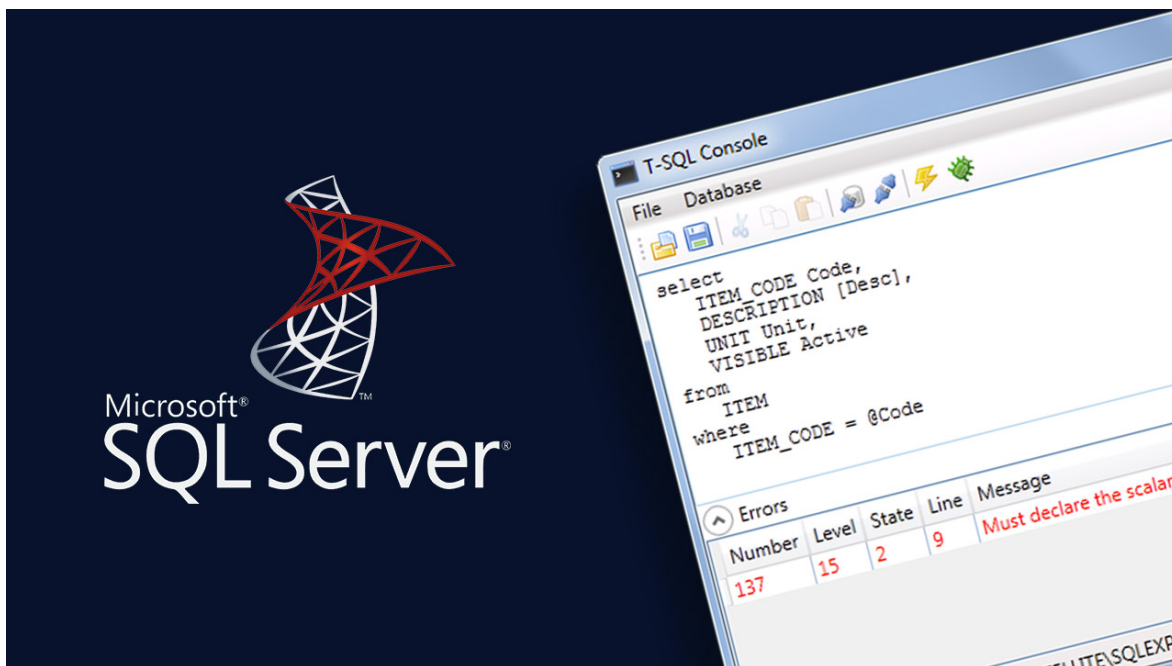 Microsoft®
SQL Server®
TM
T-SQL Console
File Database
select
ITEM_CODE Code,
DESCRIPTION [Desc],
UNIT Unit,
VISIBLE Active
from
ITEM
where
ITEM_CODE = @Code
Errors
Number Level State Line Message
137 15 2 9 Must declare the scalar